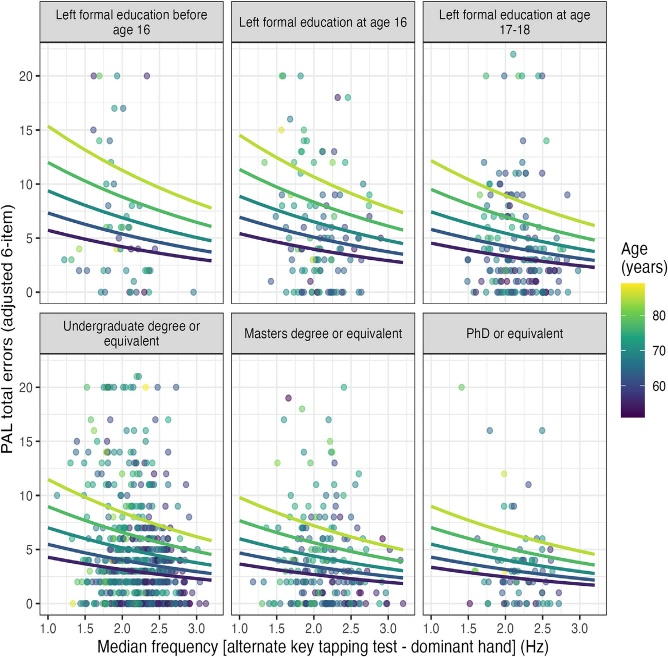 Left formal education before
age 16
Left formal education at age 16
Left formal education at age
17-18
20
15
10
5
0
PAL total errors (adjusted 6-item)
Undergraduate degree or
equivalent
Masters degree or equivalent
PhD or equivalent
20
15
10
5
0
1.0 1.5 2.0 2.5 3.0
1.0 1.5 2.0 2.5 3.0
1.0 1.5 2.0 2.5 3.0
Median frequency [alternate key tapping test - dominant hand] (Hz)
Age
(years)
80
70
60